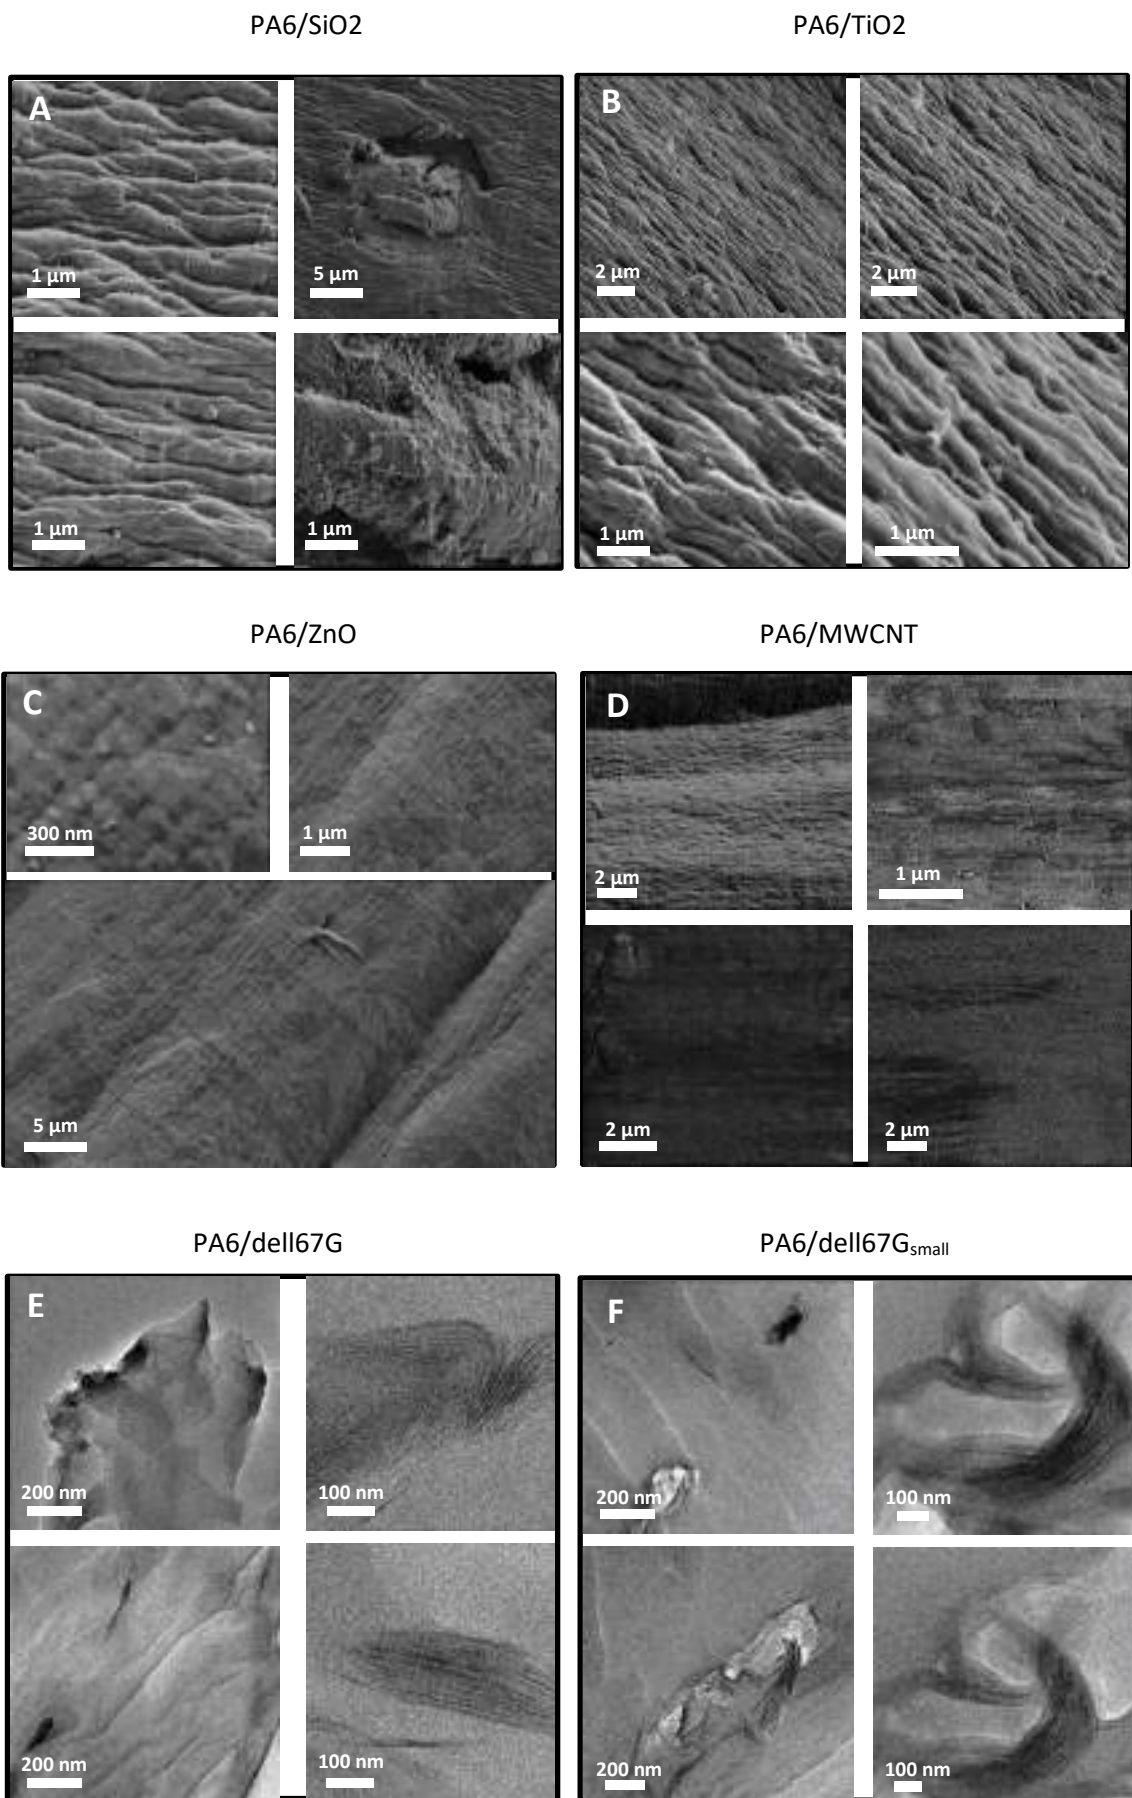 PA6/SiO2
PA6/TiO2
A
B
1 µm
5 µm
2 µm
2 µm
1 µm
1 µm
1 µm
1 µm
PA6/ZnO
PA6/MWCNT
C
D
300 nm
1 µm
2 µm
1 µm
5 µm
2 µm
2 µm
PA6/dell67G
PA6/dell67Gsmall
E
F
200 nm
100 nm
200 nm
100 nm
200 nm
100 nm
200 nm
100 nm